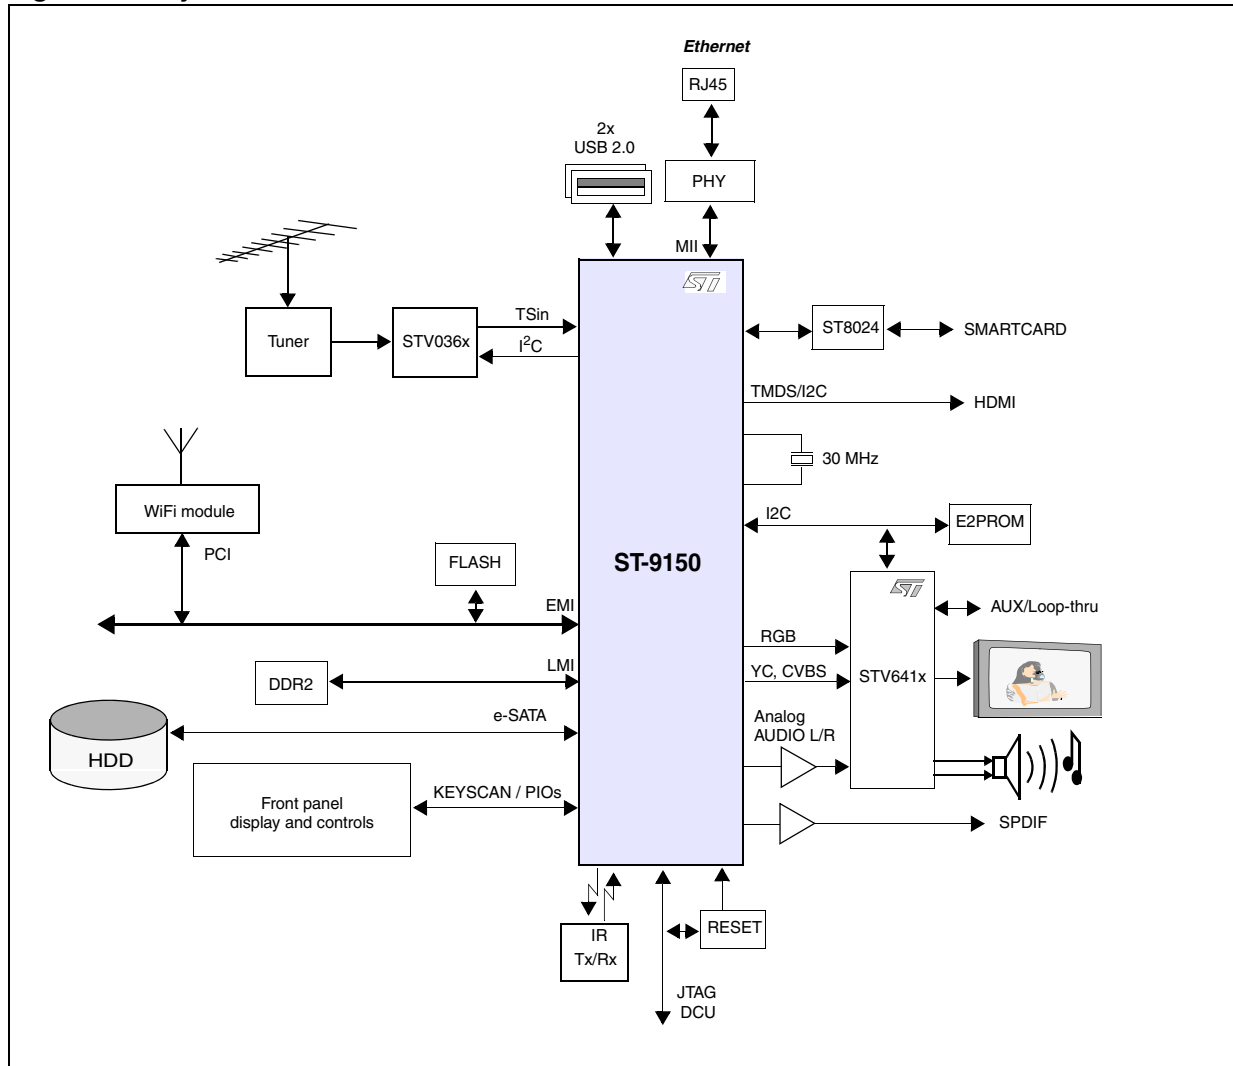 Ethernet
RJ45
2x
USB 2.0
PHY
MII
ST
TSin
Tuner
STV036x
I2C
ST8024
SMARTCARD
TMDS/I2C
HDMI
30 MHz
WiFi module
I2C
E2PROM
PCI
FLASH
ST-9150
ST
EMI
AUX/Loop-thru
RGB
LMI
YC, CVBS
STV641x
DDR2
e-SATA
Analog
AUDIO L/R
HDD
KEYSCAN / PIOs
Front panel
display and controls
SPDIF
IR
Tx/Rx
RESET
JTAG
DCU